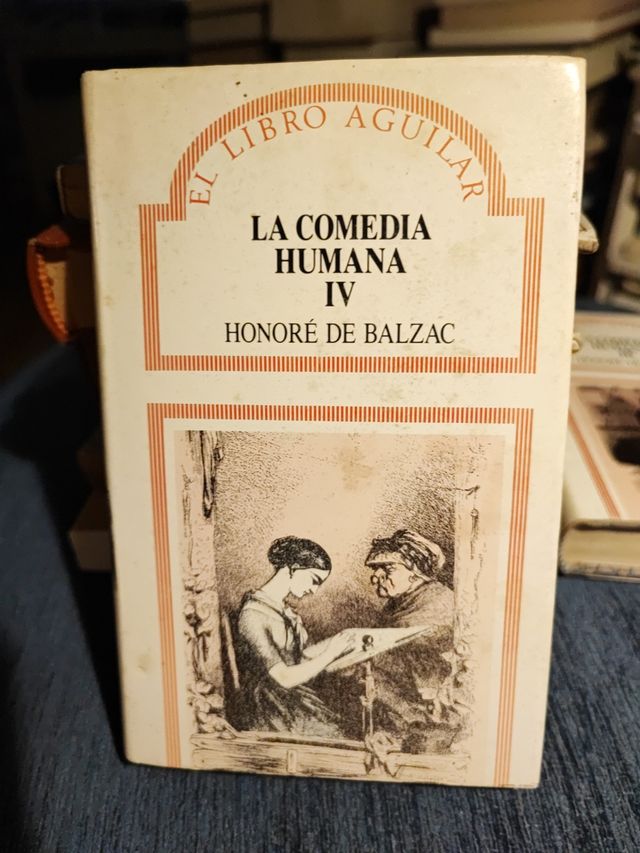 EL LIBRO AGUILAR
LA COMEDIA
HUMANA
IV
HONORÉ DE BALZAC